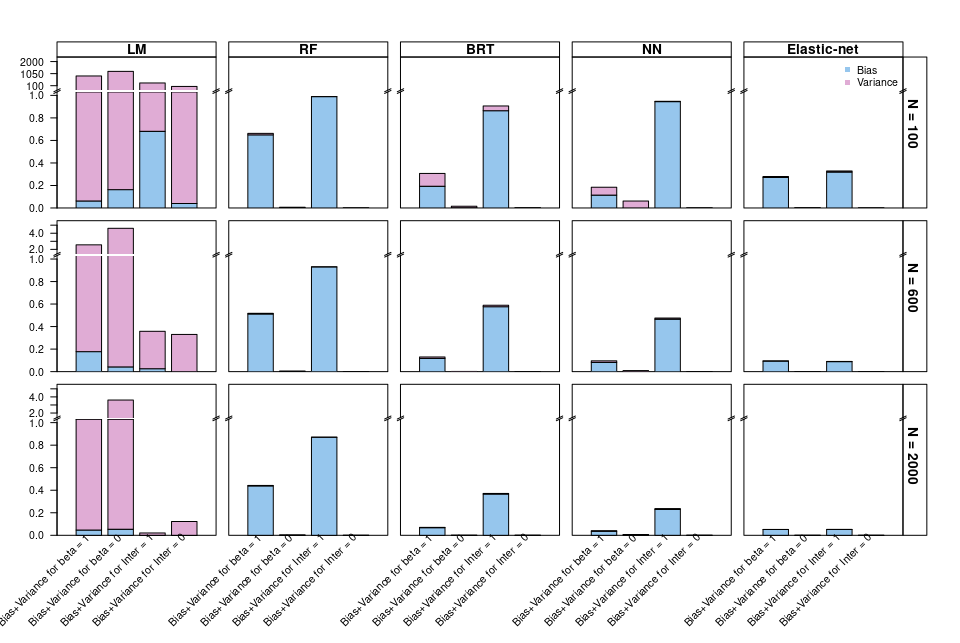 LM RF BRT NN Elastic-net
2000
1050
100
1.0
0.8
0.6
0.4
0.2
0.0
Bias
Variance
N = 100
4.0
2.0
1.0
0.8
0.6
0.4
0.2
0.0
N = 600
4.0
2.0
1.0
0.8
0.6
0.4
0.2
0.0
N = 2000
Bias+Variance for beta = 1
Bias+Variance for beta = 0
Bias+Variance for Inter = 1
Bias+Variance for Inter = 0
Bias+Variance for beta = 1
Bias+Variance for beta = 0
Bias+Variance for Inter = 1
Bias+Variance for Inter = 0
Bias+Variance for beta = 1
Bias+Variance for beta = 0
Bias+Variance for Inter = 1
Bias+Variance for Inter = 0
Bias+Variance for beta = 1
Bias+Variance for beta = 0
Bias+Variance for Inter = 1
Bias+Variance for Inter = 0
Bias+Variance for beta = 1
Bias+Variance for beta = 0
Bias+Variance for Inter = 1
Bias+Variance for Inter = 0